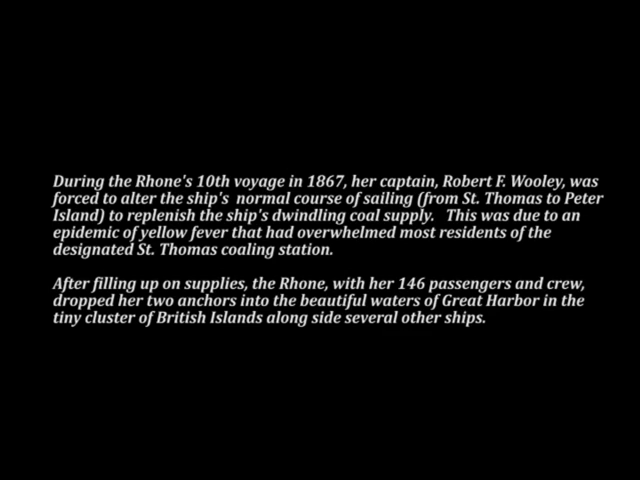 During the Rhone's 10th voyage in 1867, her captain, Robert F. Wooley, was
forced to alter the ship's  normal course of sailing (from St. Thomas to Peter
Island) to replenish the ship's dwindling coal supply.   This was due to an
epidemic of yellow fever that had overwhelmed most residents of the
designated St. Thomas coaling station.
After filling up on supplies, the Rhone, with her 146 passengers and crew,
dropped her two anchors into the beautiful waters of Great Harbor in the
tiny cluster of British Islands along side several other ships.